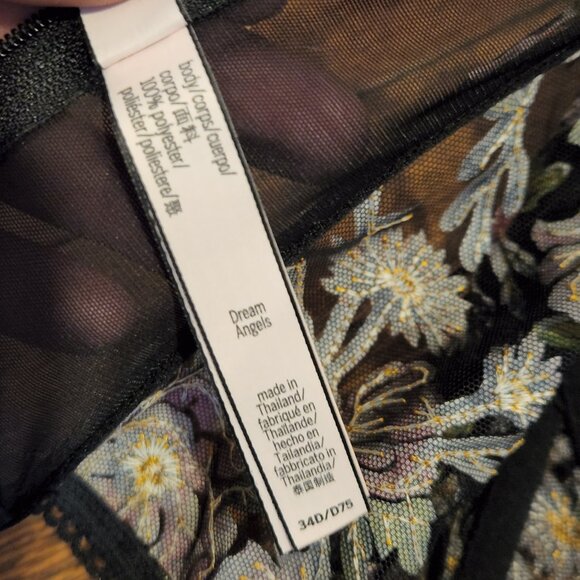 body/corps/cuerpo/
corpo/面料
100% polyester/
poliéster/poliestere/聚
Dream
Angels
made in
Thailand/
fabriqué en
Thaïlande/
hecho en
Tailandia/
fabbricato in
Thailandia/
泰国制造
34D/D75